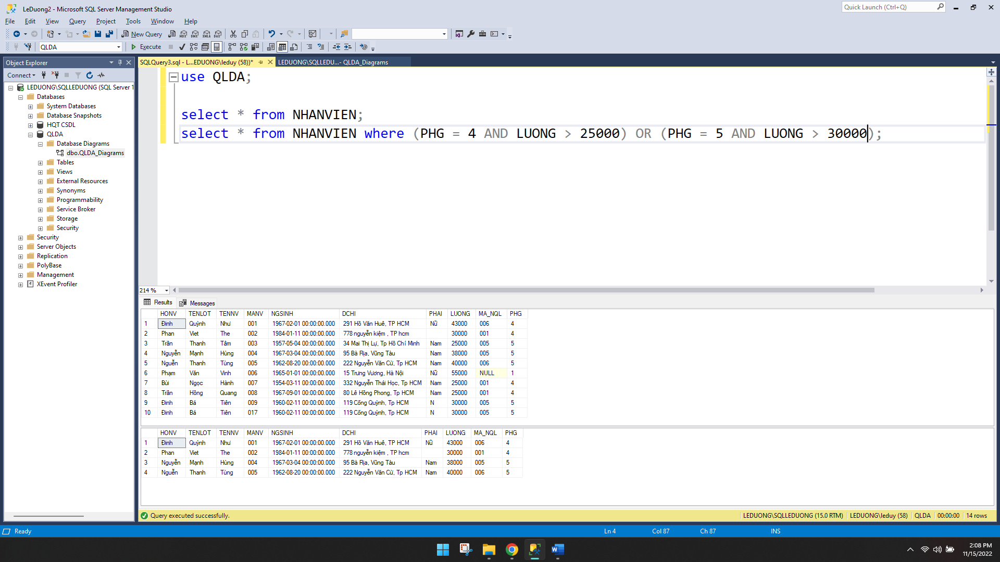 LeDuong2 - Microsoft SQL Server Management Studio
Quick Launch (Ctrl+Q)
File Edit View Query Project Tools Window Help
New Query
MDX DMX XMLA DAX
QLDA
Execute
Object Explorer
SQLQuery3.sql - L...EDUONG\leduy (58))*
LEDUONG\SQLLEDU...- QLDA_Diagrams
Connect
LEDUONG\SQLLEDUONG (SQL Server 1
Databases
System Databases
Database Snapshots
HQT CSDL
QLDA
Database Diagrams
dbo.QLDA_Diagrams
Tables
Views
External Resources
Synonyms
Programmability
Service Broker
Storage
Security
Security
Server Objects
Replication
PolyBase
Management
XEvent Profiler
use QLDA;
select * from NHANVIEN;
select * from NHANVIEN where (PHG = 4 AND LUONG > 25000) OR (PHG = 5 AND LUONG > 30000);
214 %
Results Messages
HONV TENLOT TENNV MANV NGSINH DCHI PHAI LUONG MA_NQL PHG
1 Đinh Quỳnh Như 001 1967-02-01 00:00:00.000 291 Hồ Văn Huê, TP HCM Nữ 43000 006 4
2 Phan Viet The 002 1984-01-11 00:00:00.000 778 nguyễn kiệm , TP hcm 30000 001 4
3 Trần Thanh Tâm 003 1957-05-04 00:00:00.000 34 Mai Thị Lự, Tp Hồ Chí Minh Nam 25000 005 5
4 Nguyễn Mạnh Hùng 004 1967-03-04 00:00:00.000 95 Bà Rịa, Vũng Tàu Nam 38000 005 5
5 Nguễn Thanh Tùng 005 1962-08-20 00:00:00.000 222 Nguyễn Văn Cừ, Tp HCM Nam 40000 006 5
6 Phạm Văn Vinh 006 1965-01-01 00:00:00.000 15 Trưng Vương, Hà Nội Nữ 55000 NULL 1
7 Bùi Ngọc Hành 007 1954-03-11 00:00:00.000 332 Nguyễn Thái Học, Tp HCM Nam 25000 001 4
8 Trần Hồng Quang 008 1967-09-01 00:00:00.000 80 Lê Hồng Phong, Tp HCM Nam 25000 001 4
9 Đinh Bá Tiên 009 1960-02-11 00:00:00.000 119 Cống Quỳnh, Tp HCM N 30000 005 5
10 Đinh Bá Tiên 017 1960-02-11 00:00:00.000 119 Cống Quỳnh, Tp HCM N 30000 005 5
HONV TENLOT TENNV MANV NGSINH DCHI PHAI LUONG MA_NQL PHG
1 Đinh Quỳnh Như 001 1967-02-01 00:00:00.000 291 Hồ Văn Huê, TP HCM Nữ 43000 006 4
2 Phan Viet The 002 1984-01-11 00:00:00.000 778 nguyễn kiệm , TP hcm 30000 001 4
3 Nguyễn Mạnh Hùng 004 1967-03-04 00:00:00.000 95 Bà Rịa, Vũng Tàu Nam 38000 005 5
4 Nguễn Thanh Tùng 005 1962-08-20 00:00:00.000 222 Nguyễn Văn Cừ, Tp HCM Nam 40000 006 5
Query executed successfully.
LEDUONG\SQLLEDUONG (15.0 RTM) LEDUONG\leduy (58) QLDA 00:00:00 14 rows
Ready
Ln 4 Col 87 Ch 87 INS
2:08 PM
11/15/2022